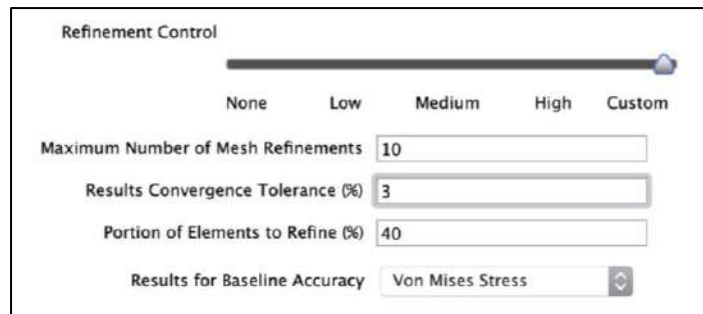 Refinement Control
None Low Medium High Custom
Maximum Number of Mesh Refinements 10
Results Convergence Tolerance (%) 3
Portion of Elements to Refine (%) 40
Results for Baseline Accuracy Von Mises Stress